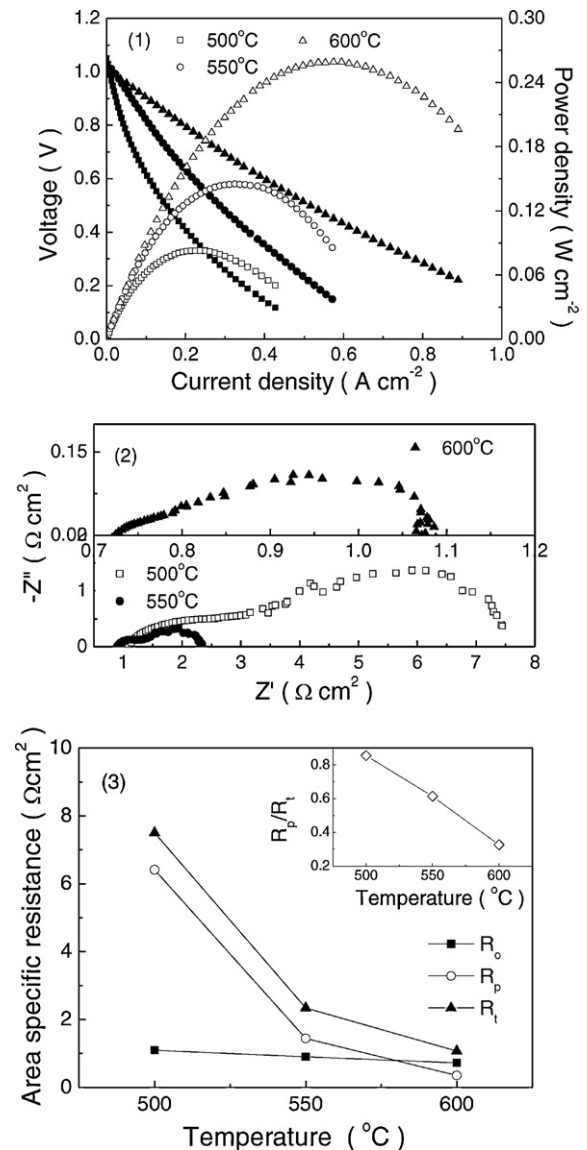 (1)
500°C
600°C
550°C
Voltage ( V )
Power density ( W cm⁻²)
1.0
0.8
0.6
0.4
0.2
0.0
0.30
0.24
0.18
0.12
0.06
0.00
0.0 0.2 0.4 0.6 0.8 1.0
Current density ( A cm⁻²)
(2)
600°C
0.15
0.00
0.7 0.8 0.9 1.0 1.1 1.2
-Z" ( Ω cm²)
500°C
550°C
1
0
1 2 3 4 5 6 7 8
Z' ( Ω cm²)
(3)
Area specific resistance ( Ωcm²)
10
8
6
4
2
0
500 550 600
Temperature ( °C)
Rₚ/Rₜ
0.8
0.6
0.4
0.2
500 550 600
Temperature ( °C)
Rₒ
Rₚ
Rₜ